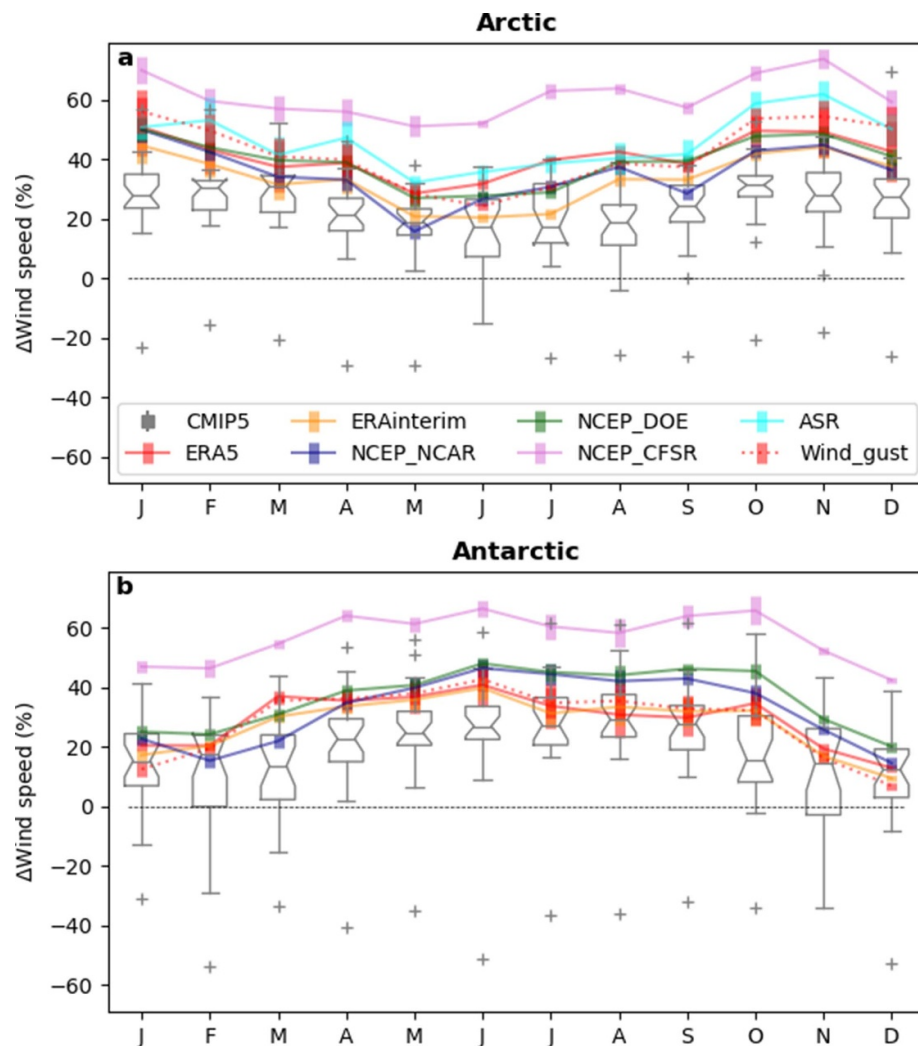 Arctic
a
60
40
20
0
−20
−40
−60
ΔWind speed (%)
CMIP5 ERAinterim NCEP_DOE ASR
ERA5 NCEP_NCAR NCEP_CFSR Wind_gust
J F M A M J J A S O N D
Antarctic
b
60
40
20
0
−20
−40
−60
ΔWind speed (%)
J F M A M J J A S O N D